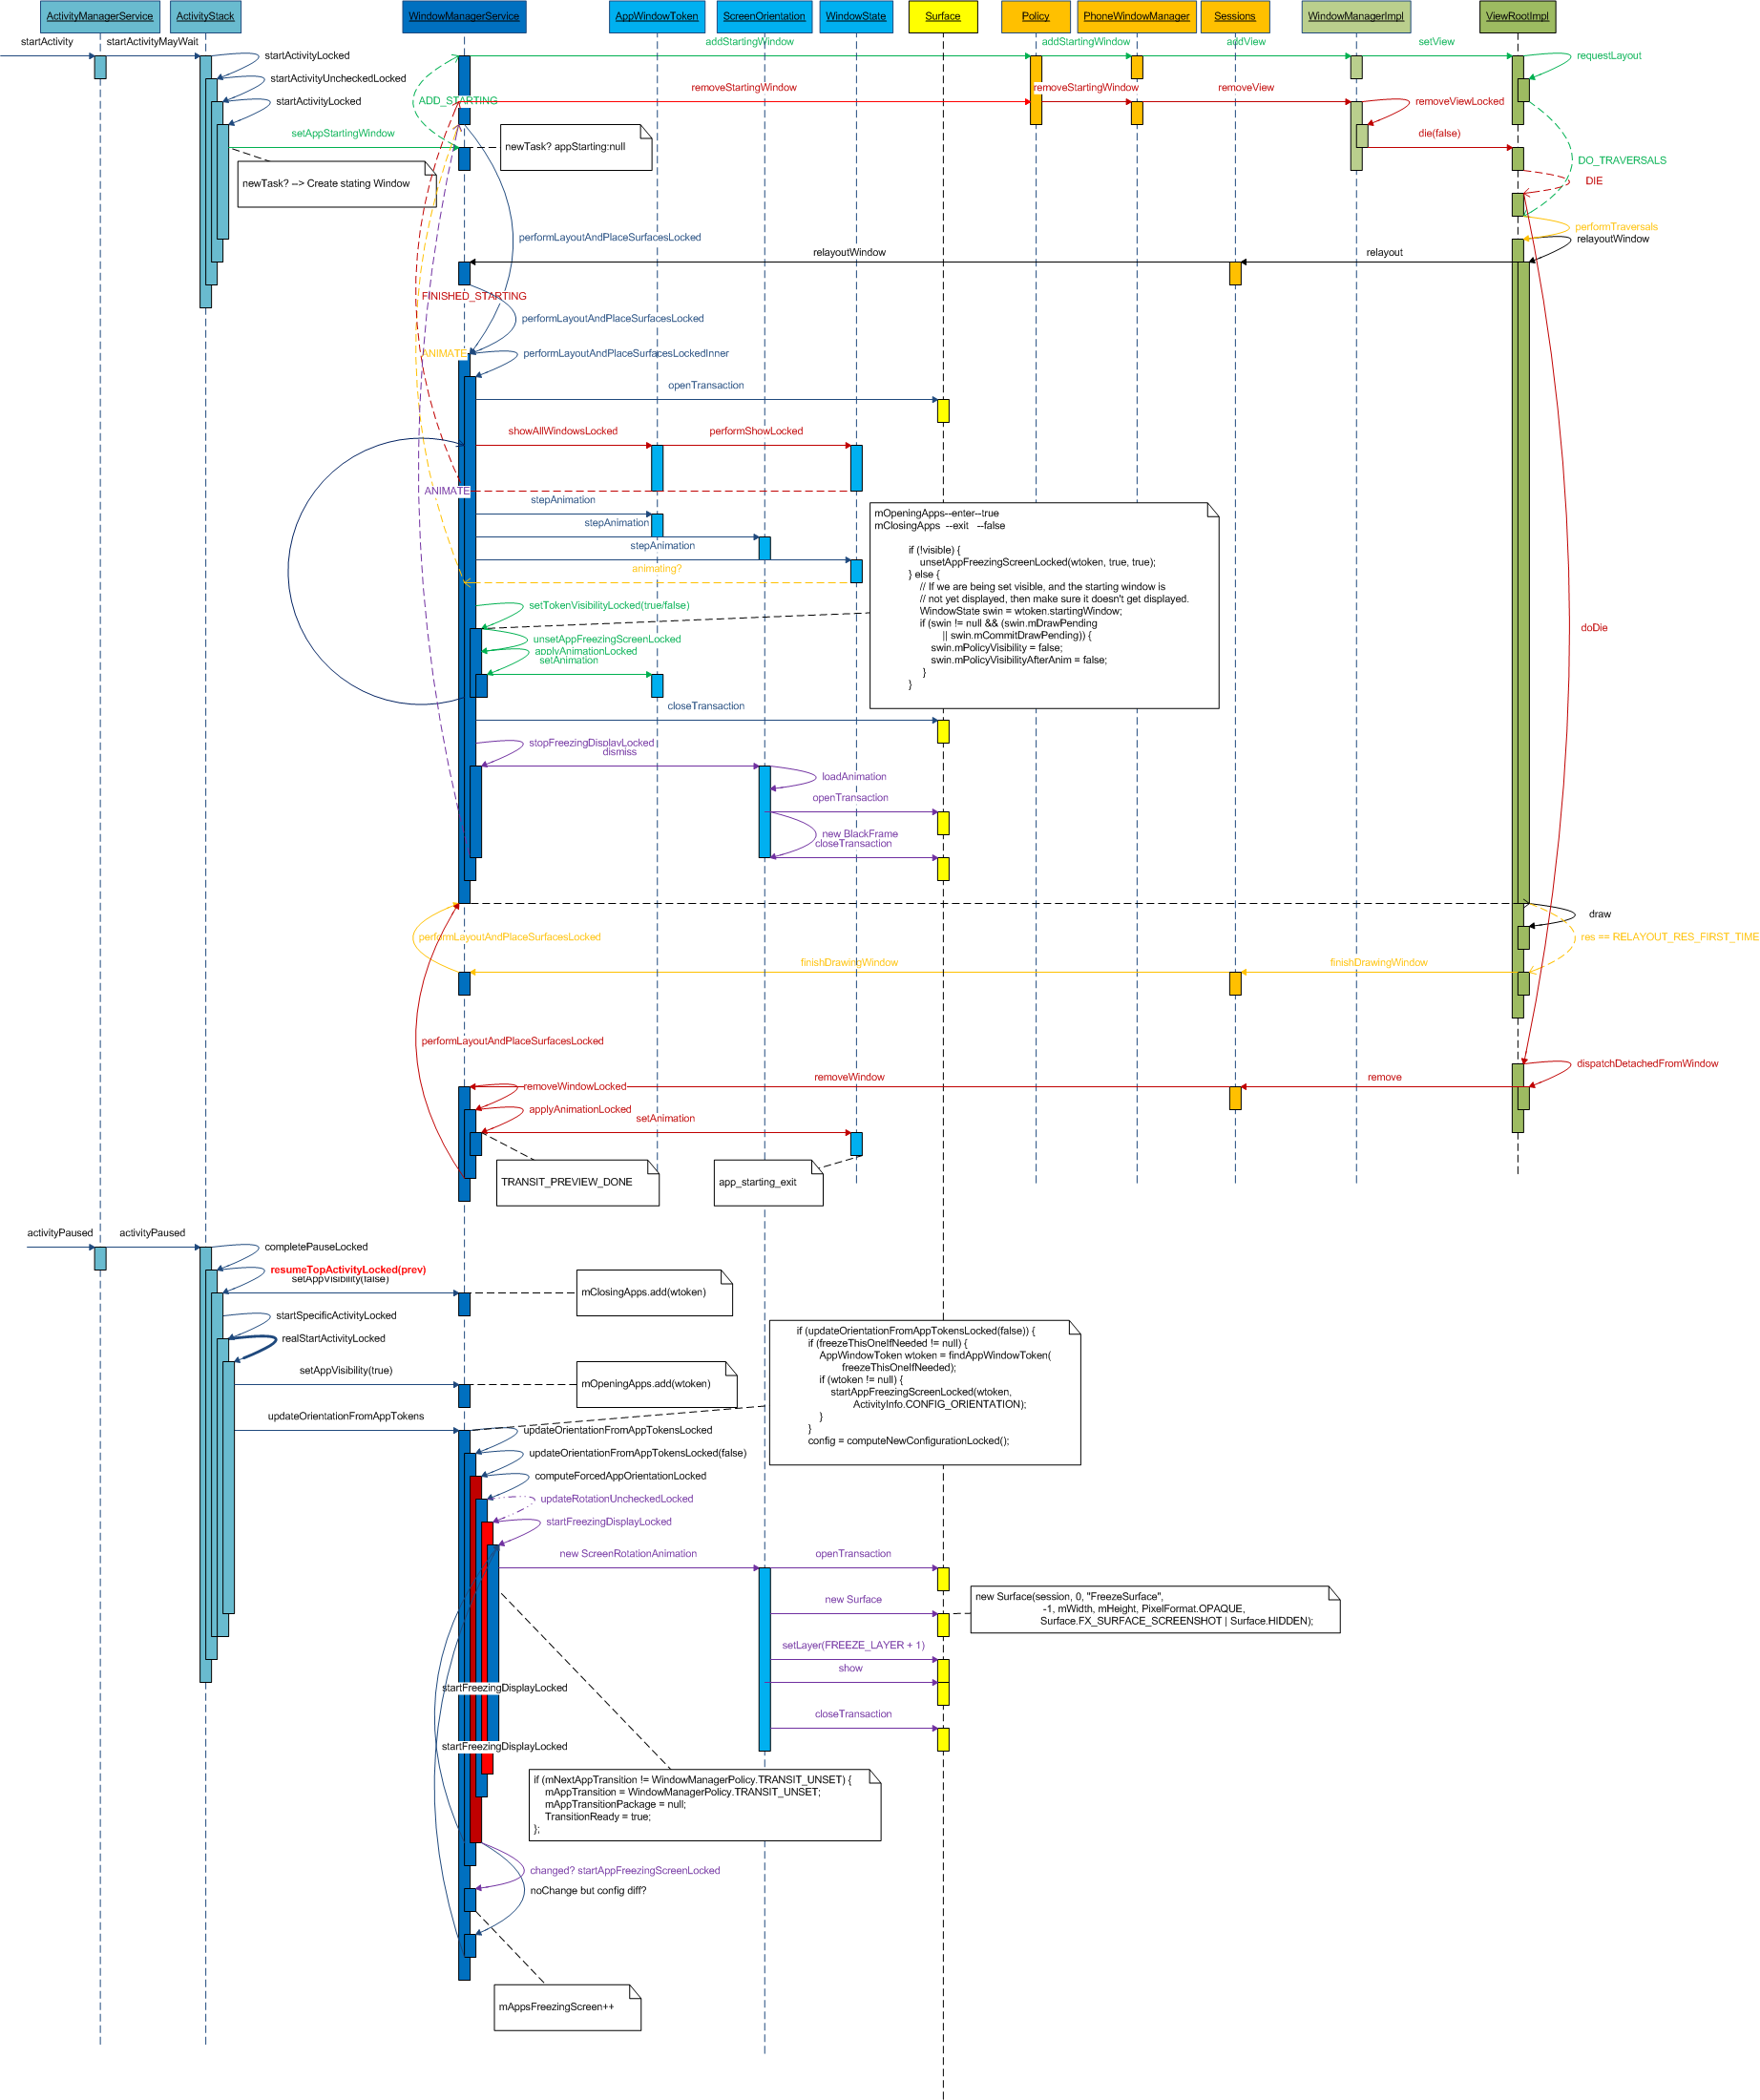 ActivityManagerService
ActivityStack
WindowManagerService
AppWindowToken
ScreenOrientation
WindowState
Surface
Policy
PhoneWindowManager
Sessions
WindowManagerImpl
ViewRootImpl
startActivity
startActivityMayWait
addStartingWindow
addStartingWindow
addView
setView
startActivityLocked
requestLayout
startActivityUncheckedLocked
removeStartingWindow
removeStartingWindow
removeView
startActivityLocked
ADD_STARTING
removeViewLocked
setAppStartingWindow
die(false)
newTask? appStarting:null
DO_TRAVERSALS
newTask? --> Create stating Window
DIE
performTraversals
performLayoutAndPlaceSurfacesLocked
relayoutWindow
relayoutWindow
relayout
FINISHED_STARTING
performLayoutAndPlaceSurfacesLocked
ANIMATE
performLayoutAndPlaceSurfacesLockedInner
openTransaction
showAllWindowsLocked
performShowLocked
ANIMATE
stepAnimation
stepAnimation
stepAnimation
animating?
mOpeningApps--enter--true
mClosingApps  --exit   --false
if (!visible) {
unsetAppFreezingScreenLocked(wtoken, true, true);
} else {
// If we are being set visible, and the starting window is
// not yet displayed, then make sure it doesn't get displayed.
WindowState swin = wtoken.startingWindow;
if (swin != null && (swin.mDrawPending
|| swin.mCommitDrawPending)) {
swin.mPolicyVisibility = false;
swin.mPolicyVisibilityAfterAnim = false;
}
}
setTokenVisibilityLocked(true/false)
doDie
unsetAppFreezingScreenLocked
applyAnimationLocked
setAnimation
closeTransaction
stopFreezingDisplayLocked
dismiss
loadAnimation
openTransaction
new BlackFrame
closeTransaction
draw
performLayoutAndPlaceSurfacesLocked
res == RELAYOUT_RES_FIRST_TIME
finishDrawingWindow
finishDrawingWindow
performLayoutAndPlaceSurfacesLocked
dispatchDetachedFromWindow
removeWindow
remove
removeWindowLocked
applyAnimationLocked
setAnimation
TRANSIT_PREVIEW_DONE
app_starting_exit
activityPaused
activityPaused
completePauseLocked
resumeTopActivityLocked(prev)
setAppVisibility(false)
mClosingApps.add(wtoken)
startSpecificActivityLocked
realStartActivityLocked
setAppVisibility(true)
mOpeningApps.add(wtoken)
if (updateOrientationFromAppTokensLocked(false)) {
if (freezeThisOneIfNeeded != null) {
AppWindowToken wtoken = findAppWindowToken(
freezeThisOneIfNeeded);
if (wtoken != null) {
startAppFreezingScreenLocked(wtoken,
ActivityInfo.CONFIG_ORIENTATION);
}
}
config = computeNewConfigurationLocked();
updateOrientationFromAppTokens
updateOrientationFromAppTokensLocked
updateOrientationFromAppTokensLocked(false)
computeForcedAppOrientationLocked
updateRotationUncheckedLocked
startFreezingDisplayLocked
new ScreenRotationAnimation
openTransaction
new Surface
new Surface(session, 0, "FreezeSurface",
-1, mWidth, mHeight, PixelFormat.OPAQUE,
Surface.FX_SURFACE_SCREENSHOT | Surface.HIDDEN);
setLayer(FREEZE_LAYER + 1)
show
startFreezingDisplayLocked
closeTransaction
startFreezingDisplayLocked
if (mNextAppTransition != WindowManagerPolicy.TRANSIT_UNSET) {
mAppTransition = WindowManagerPolicy.TRANSIT_UNSET;
mAppTransitionPackage = null;
TransitionReady = true;
};
changed? startAppFreezingScreenLocked
noChange but config diff?
mAppsFreezingScreen++